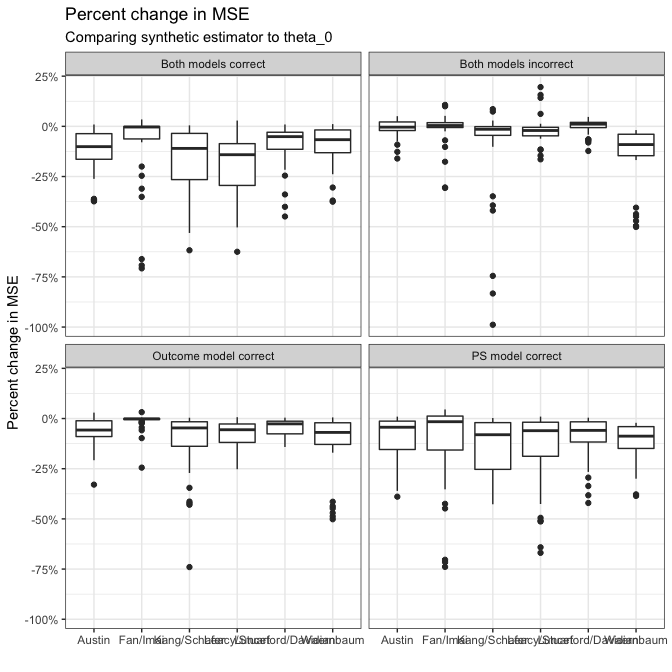 Percent change in MSE
Comparing synthetic estimator to theta_0
Both models correct
Both models incorrect
25%
0%
-25%
-50%
-75%
-100%
Percent change in MSE
Outcome model correct
PS model correct
25%
0%
-25%
-50%
-75%
-100%
Austin Fan/Imai
Austin Fan/Imai